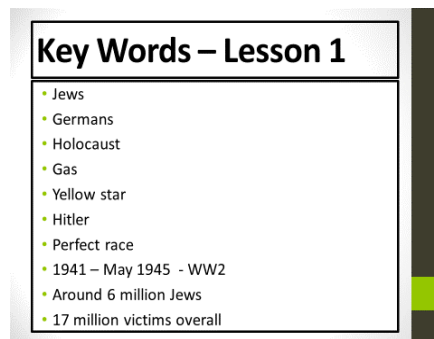 Key Words – Lesson 1
• Jews
• Germans
• Holocaust
• Gas
• Yellow star
• Hitler
• Perfect race
• 1941 – May 1945 - WW2
• Around 6 million Jews
• 17 million victims overall